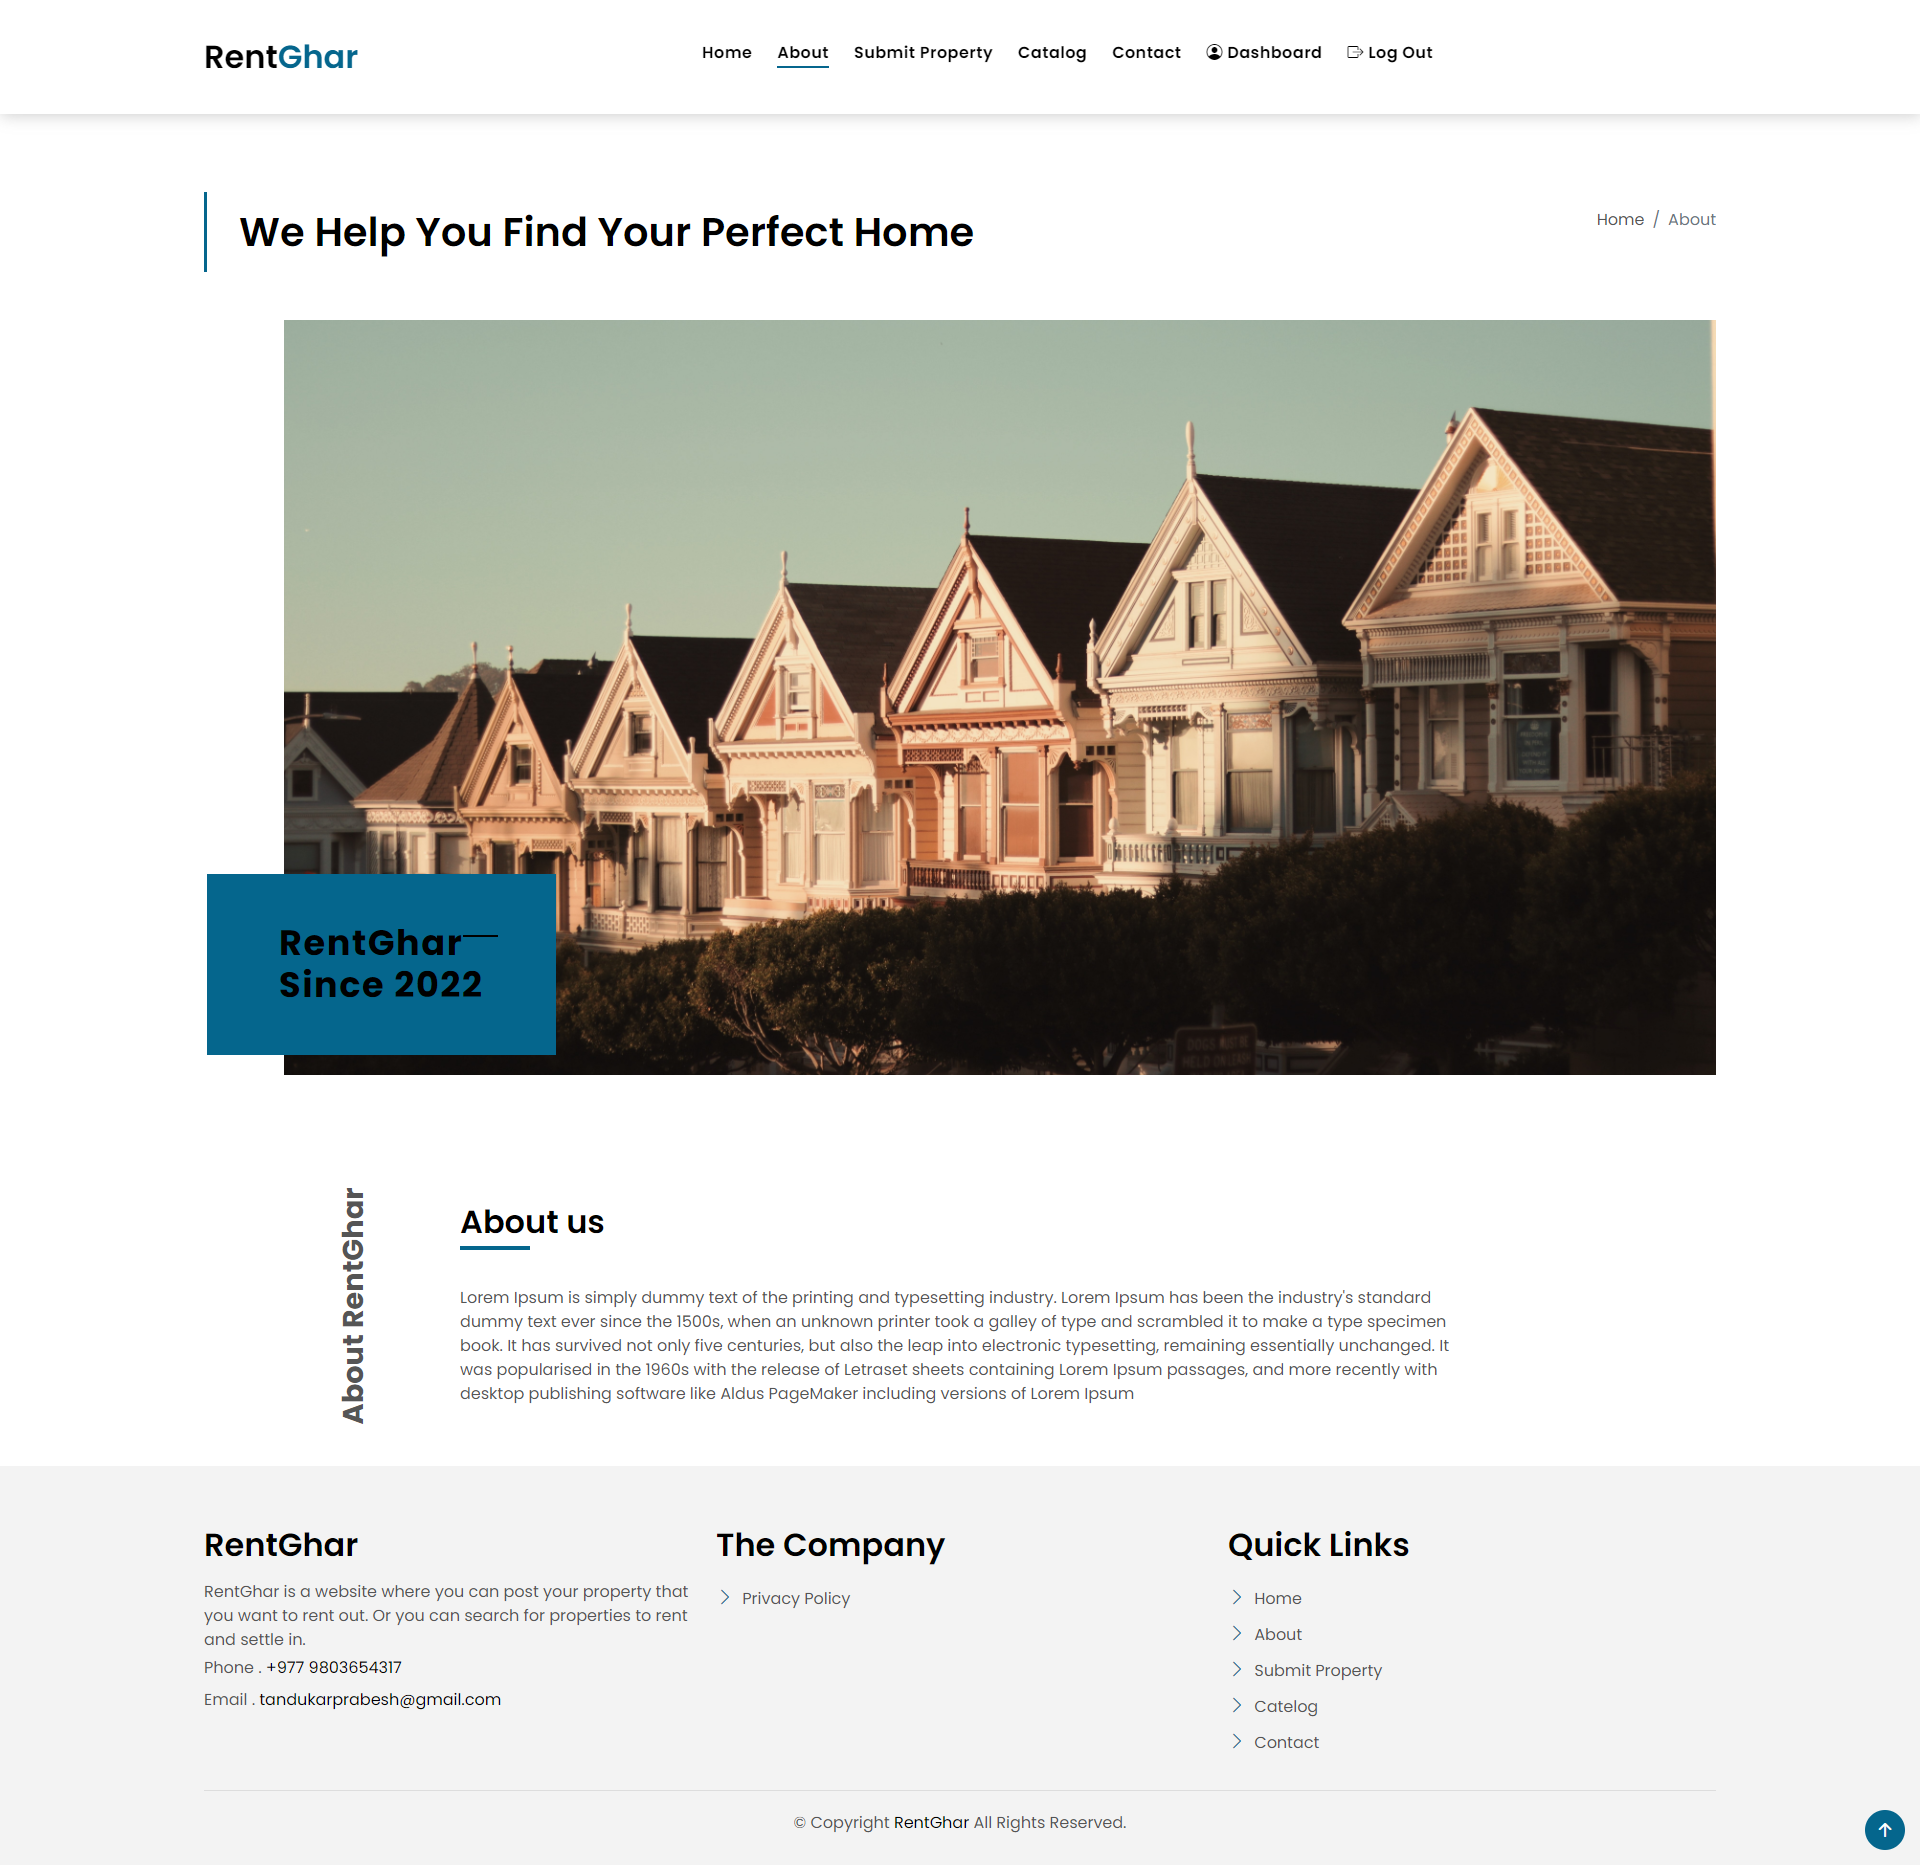 RentGhar
Home About Submit Property Catalog Contact Dashboard Log Out
We Help You Find Your Perfect Home
Home / About
RentGhar
Since 2022
About RentGhar
About us
Lorem Ipsum is simply dummy text of the printing and typesetting industry. Lorem Ipsum has been the industry's standard
dummy text ever since the 1500s, when an unknown printer took a galley of type and scrambled it to make a type specimen
book. It has survived not only five centuries, but also the leap into electronic typesetting, remaining essentially unchanged. It
was popularised in the 1960s with the release of Letraset sheets containing Lorem Ipsum passages, and more recently with
desktop publishing software like Aldus PageMaker including versions of Lorem Ipsum
RentGhar
RentGhar is a website where you can post your property that
you want to rent out. Or you can search for properties to rent
and settle in.
Phone . +977 9803654317
Email . tandukarprabesh@gmail.com
The Company
Privacy Policy
Quick Links
Home
About
Submit Property
Catelog
Contact
© Copyright RentGhar All Rights Reserved.